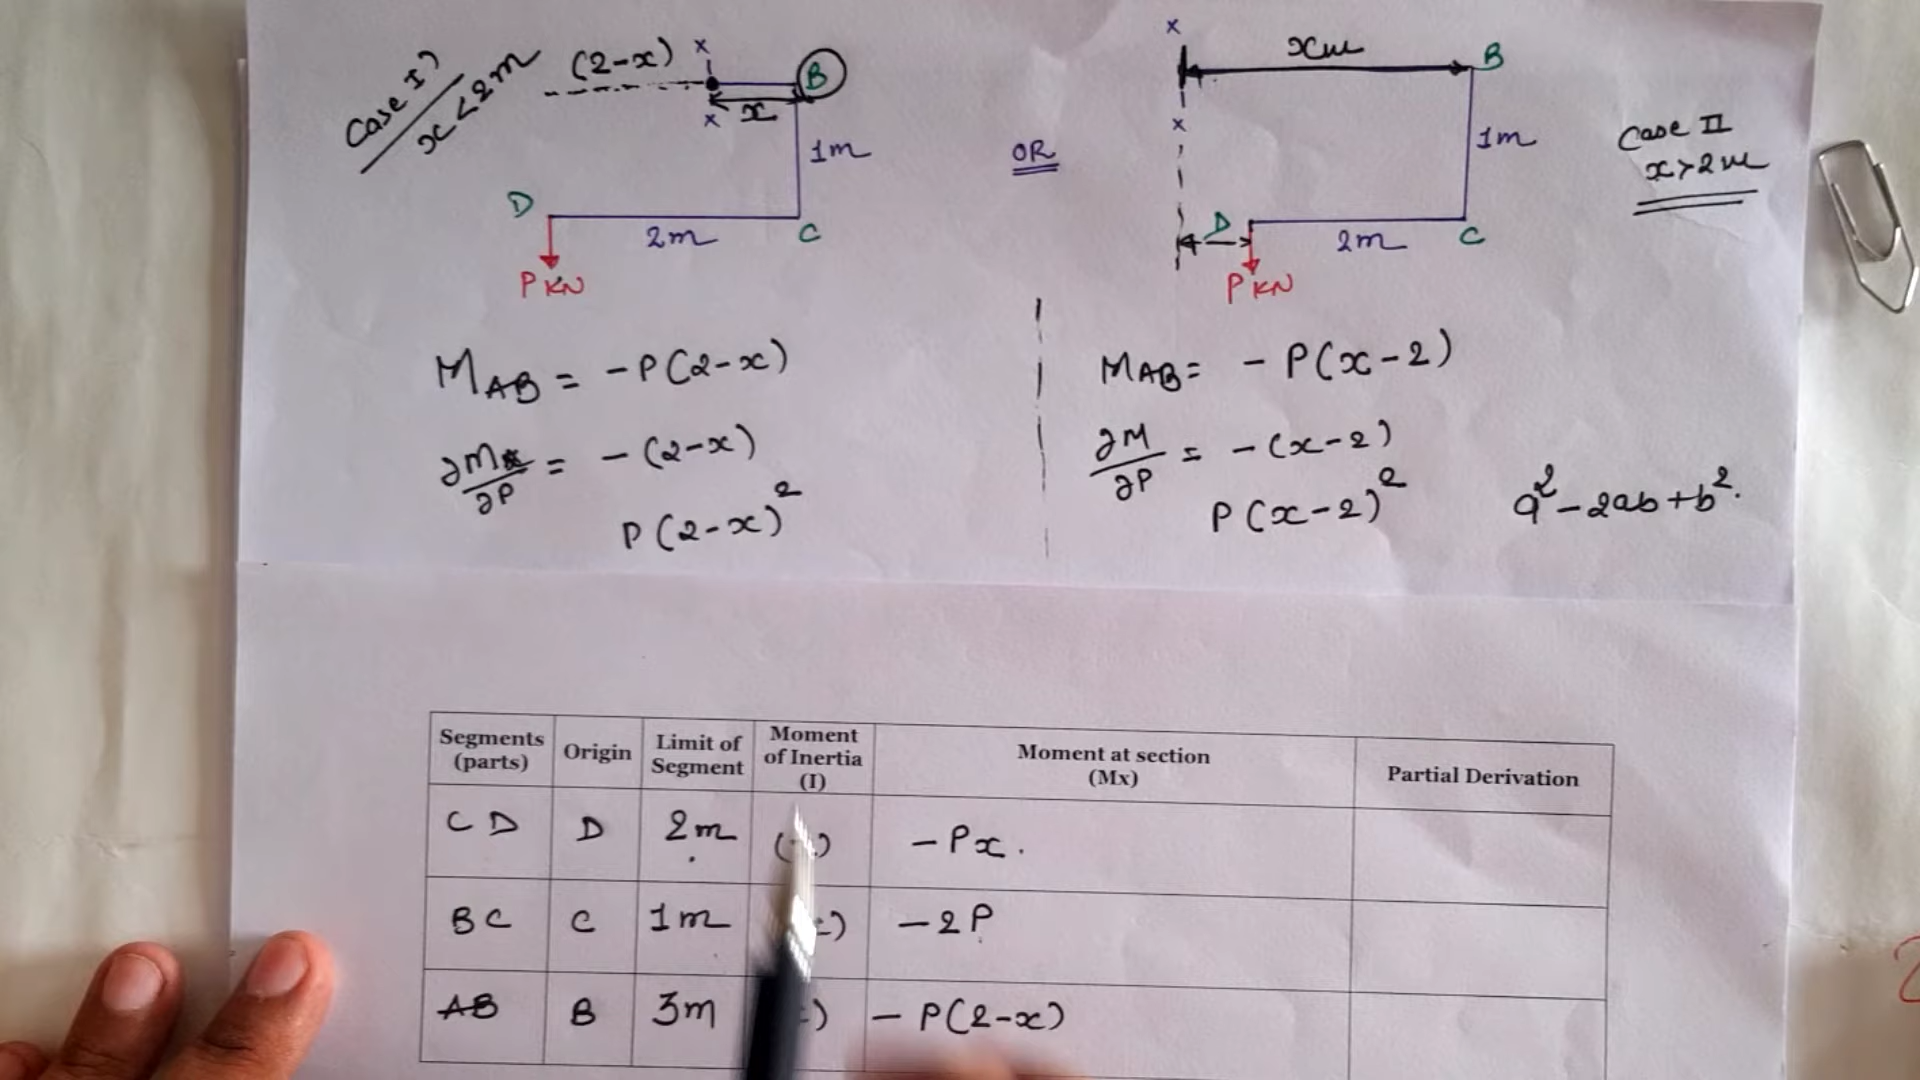 Case I)
x < 2m
(2-x)
x
B
x
x
1m
D
2m
C
P KN
OR
x
xm
B
x
1m
Case II
x > 2m
D
2m
C
P KN
MAB = -P(2-x)
∂M/∂P = -(2-x)
P(2-x)²
MAB = -P(x-2)
∂M/∂P = -(x-2)
P(x-2)²
a²-2ab+b².
Segments (parts)
Origin
Limit of Segment
Moment of Inertia (I)
Moment at section (Mx)
Partial Derivation
CD D 2m -Px.
BC C 1m -2P
AB B 3m -P(2-x)